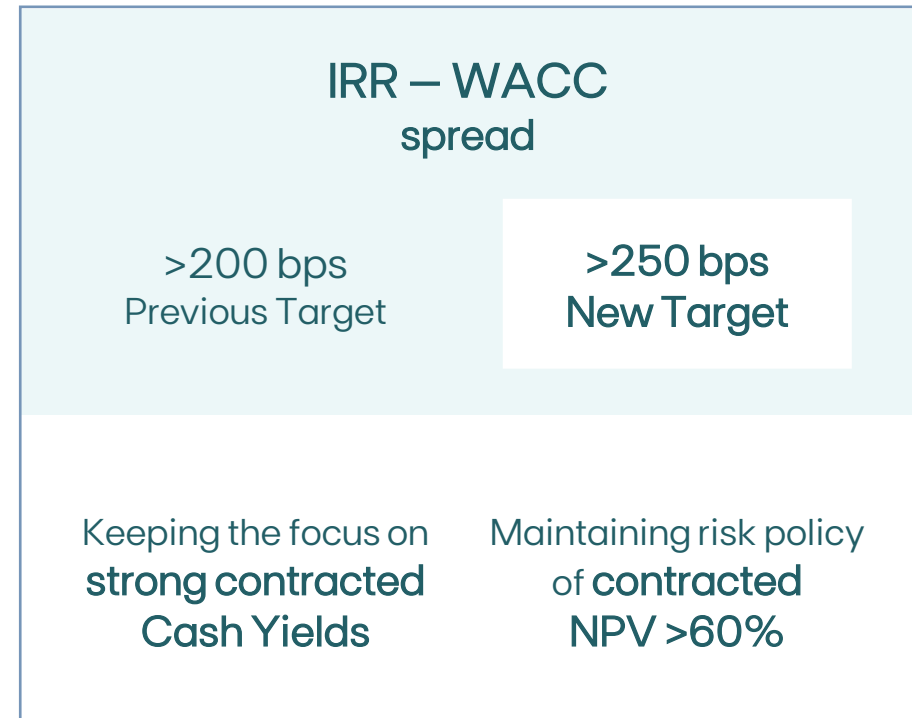 IRR – WACC
spread
>200 bps
Previous Target
>250 bps
New Target
Keeping the focus on
strong contracted
Cash Yields
Maintaining risk policy
of contracted
NPV >60%